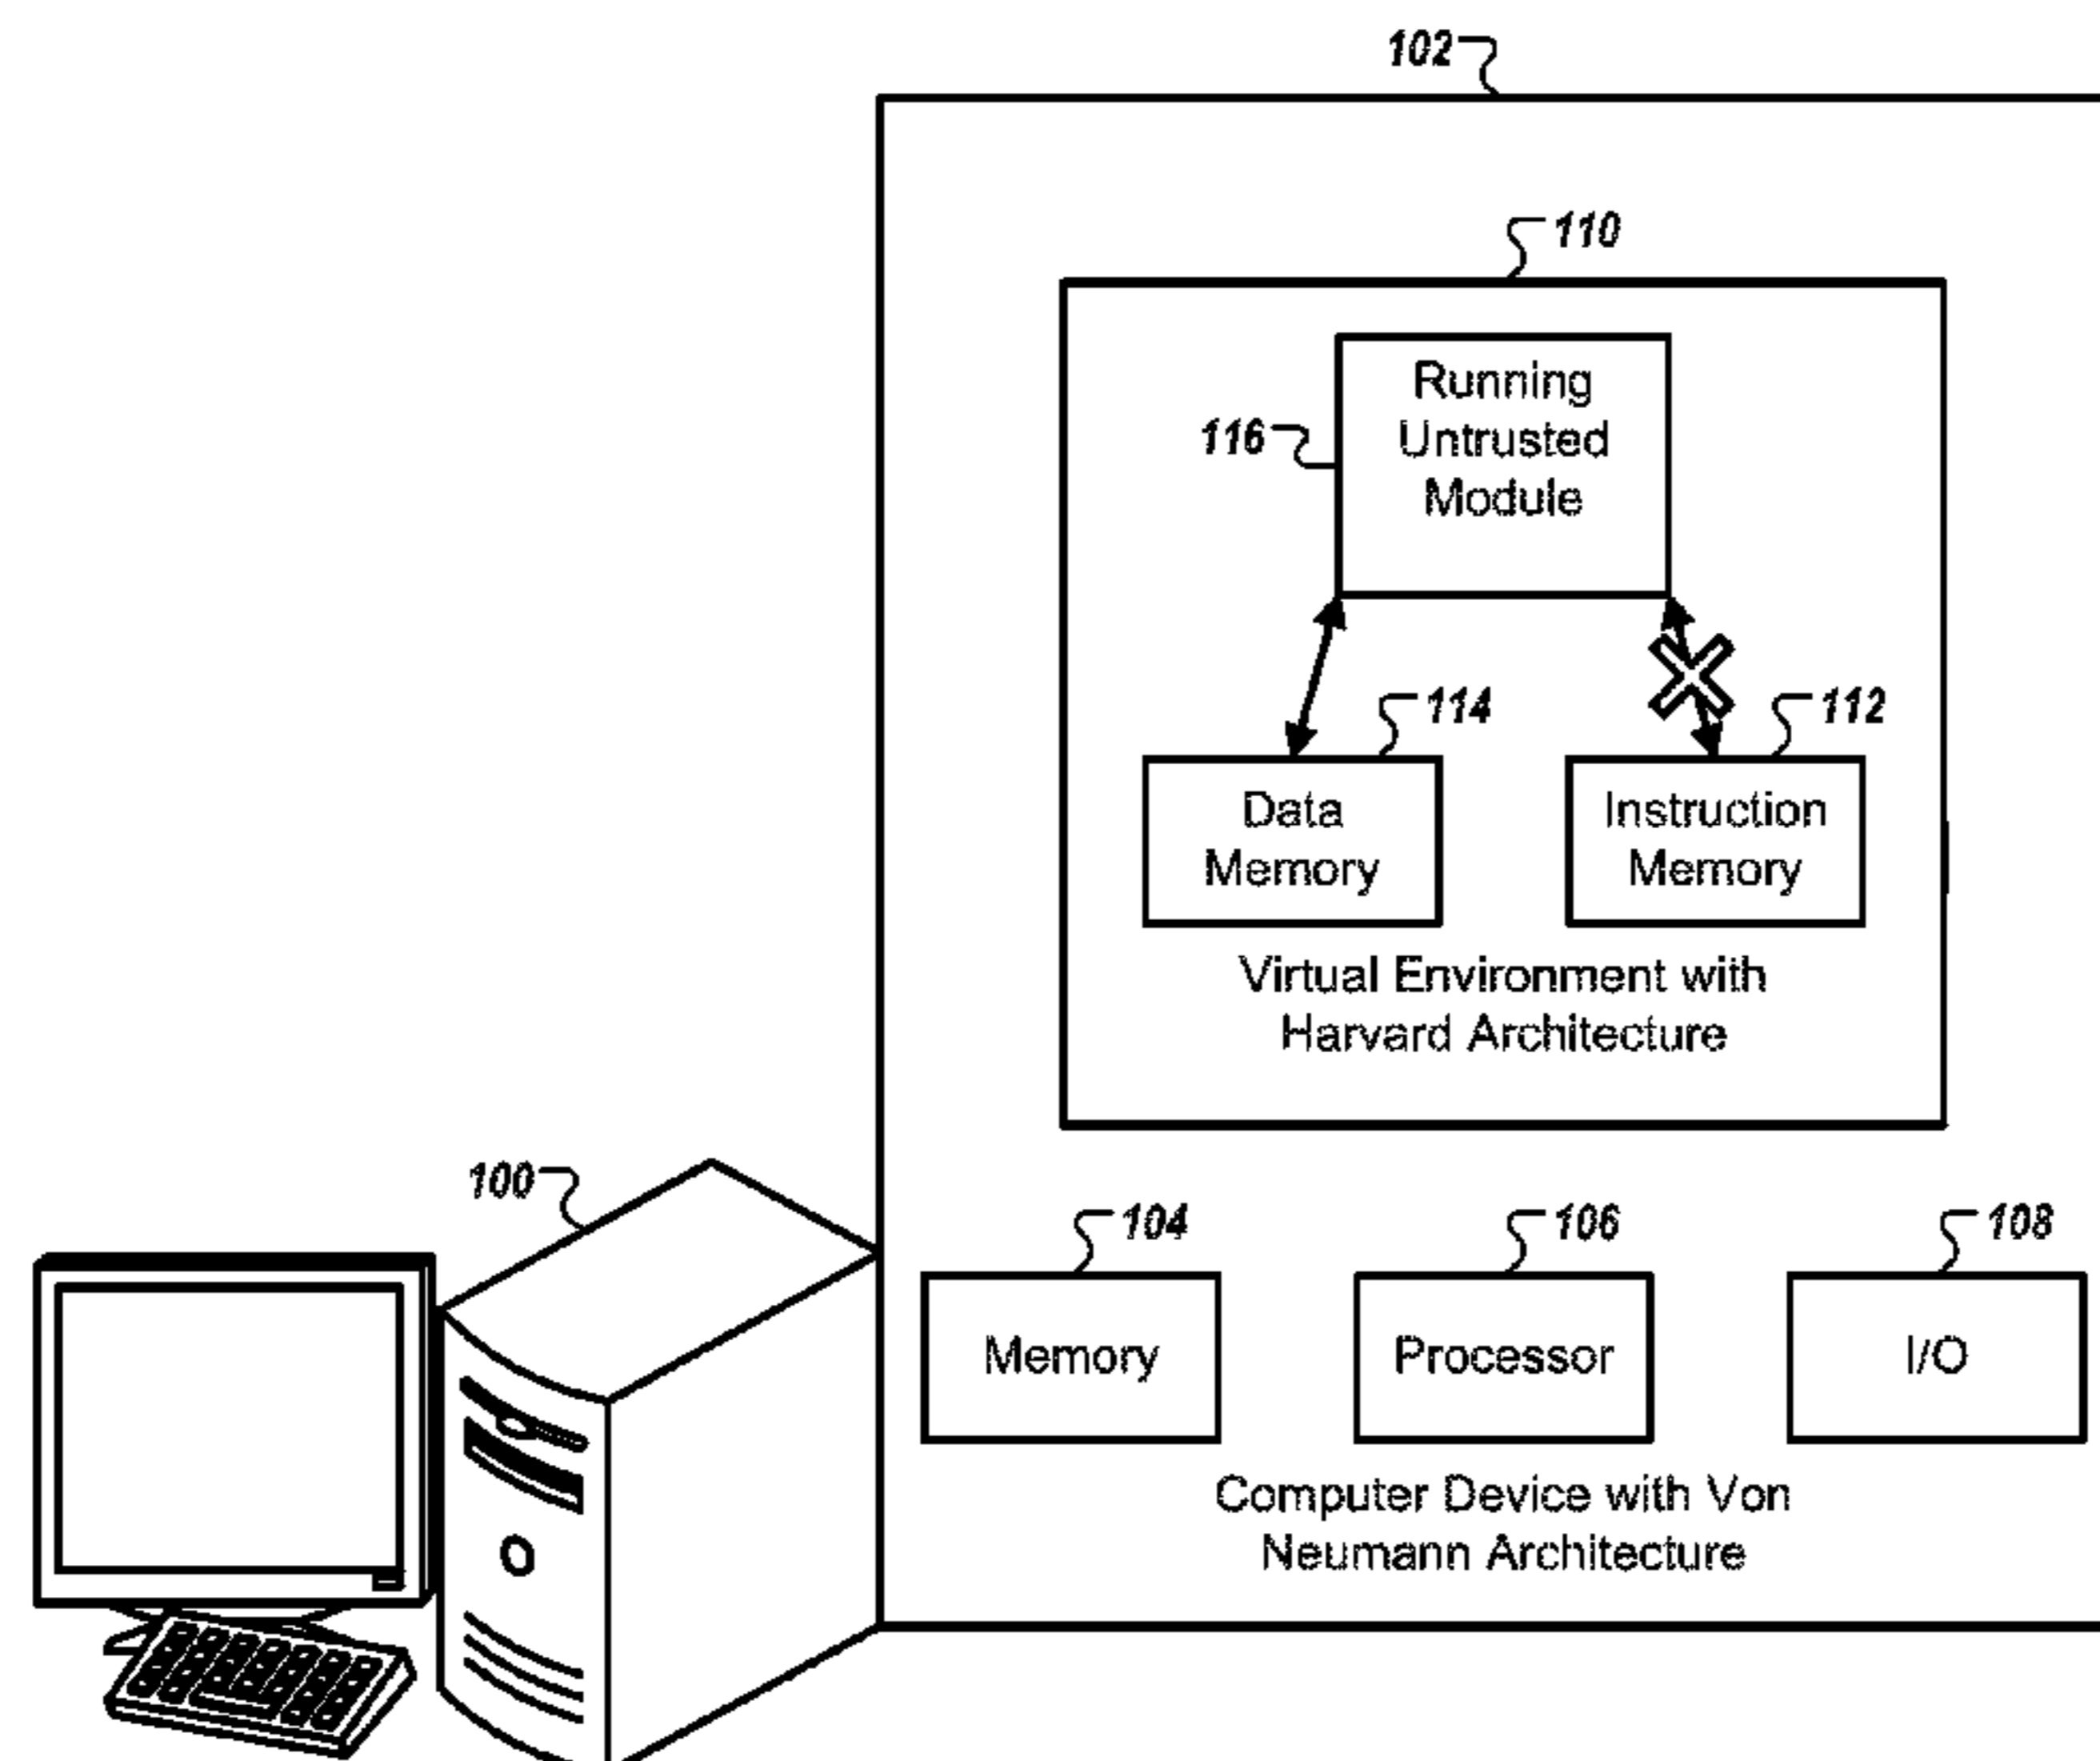 102
110
Running
Untrusted
Module
116
114
112
Data
Memory
Instruction
Memory
Virtual Environment with
Harvard Architecture
100
104
106
108
Memory
Processor
I/O
Computer Device with Von
Neumann Architecture